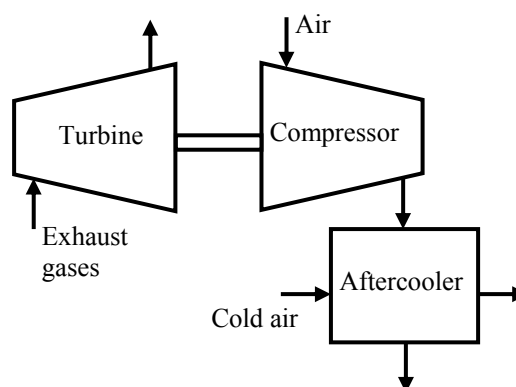 Air
Turbine
Compressor
Exhaust
gases
Aftercooler
Cold air